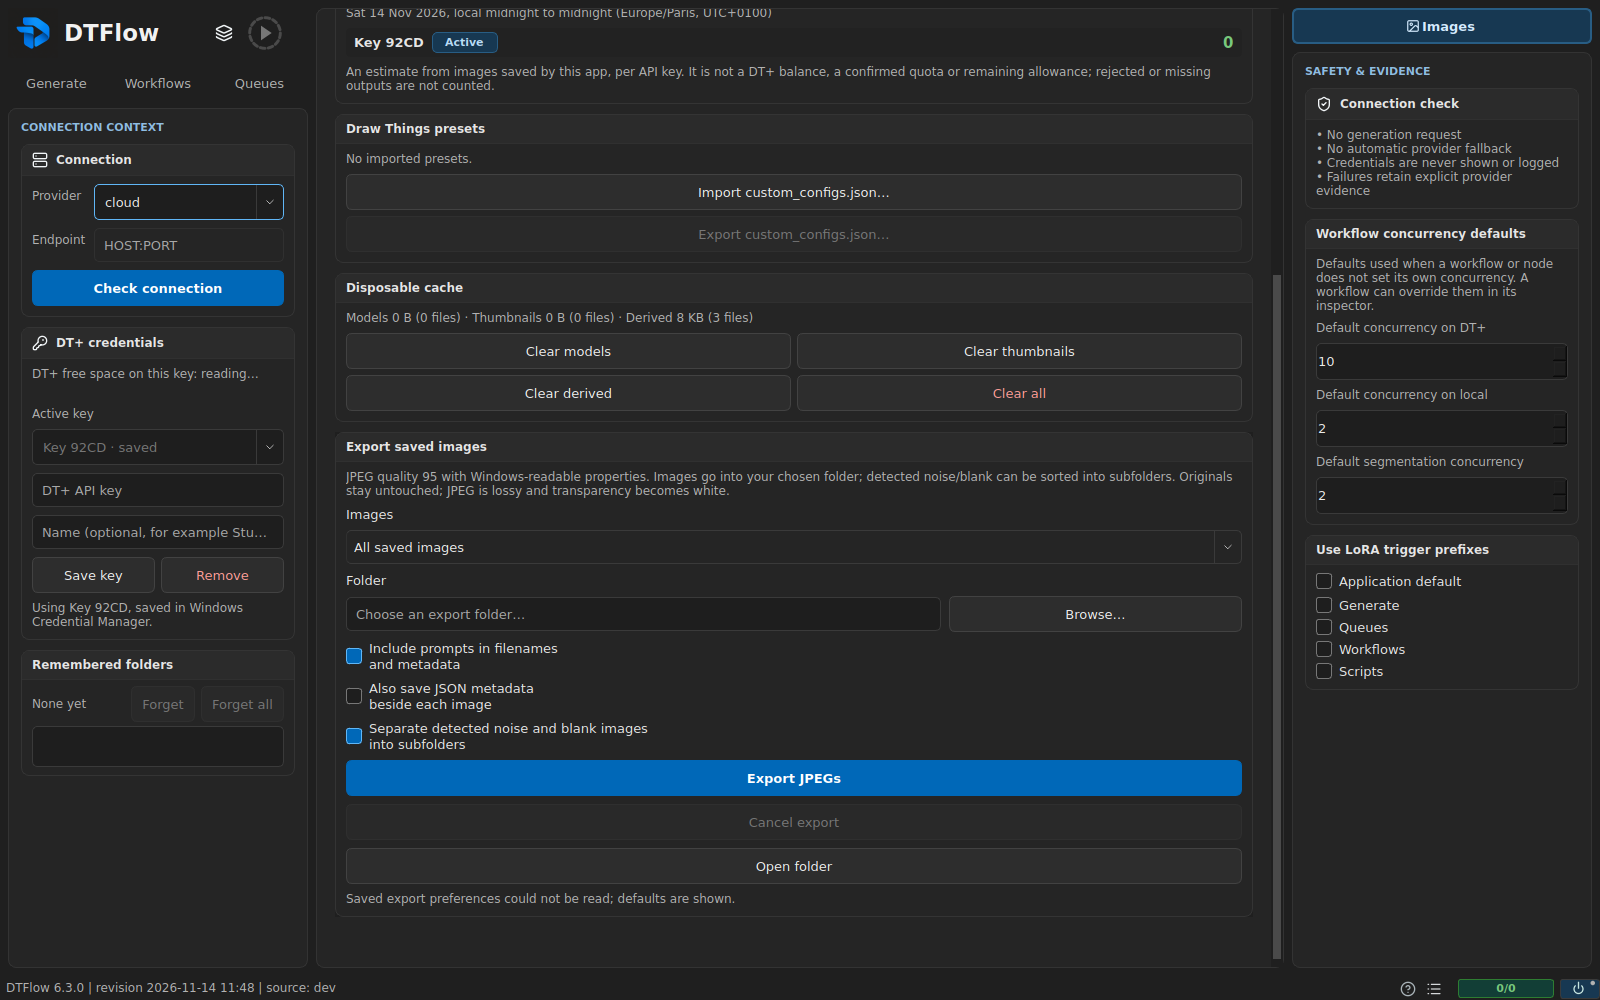 DTFlow
Generate
Workflows
Queues
CONNECTION CONTEXT
Connection
Provider
cloud
Endpoint
HOST:PORT
Check connection
DT+ credentials
DT+ free space on this key: reading...
Active key
Key 92CD · saved
DT+ API key
Name (optional, for example Stu...
Save key
Remove
Using Key 92CD, saved in Windows
Credential Manager.
Remembered folders
None yet
Forget
Forget all
Sat 14 Nov 2026, local midnight to midnight (Europe/Paris, UTC+0100)
Key 92CD
Active
0
An estimate from images saved by this app, per API key. It is not a DT+ balance, a confirmed quota or remaining allowance; rejected or missing
outputs are not counted.
Draw Things presets
No imported presets.
Import custom_configs.json...
Export custom_configs.json...
Disposable cache
Models 0 B (0 files) · Thumbnails 0 B (0 files) · Derived 8 KB (3 files)
Clear models
Clear thumbnails
Clear derived
Clear all
Export saved images
JPEG quality 95 with Windows-readable properties. Images go into your chosen folder; detected noise/blank can be sorted into subfolders. Originals
stay untouched; JPEG is lossy and transparency becomes white.
Images
All saved images
Folder
Choose an export folder...
Browse...
Include prompts in filenames
and metadata
Also save JSON metadata
beside each image
Separate detected noise and blank images
into subfolders
Export JPEGs
Cancel export
Open folder
Saved export preferences could not be read; defaults are shown.
Images
SAFETY & EVIDENCE
Connection check
• No generation request
• No automatic provider fallback
• Credentials are never shown or logged
• Failures retain explicit provider
evidence
Workflow concurrency defaults
Defaults used when a workflow or node
does not set its own concurrency. A
workflow can override them in its
inspector.
Default concurrency on DT+
10
Default concurrency on local
2
Default segmentation concurrency
2
Use LoRA trigger prefixes
Application default
Generate
Queues
Workflows
Scripts
DTFlow 6.3.0 | revision 2026-11-14 11:48 | source: dev
0/0